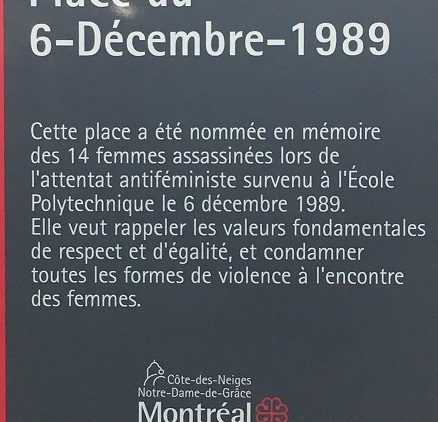 Place du
6-Décembre-1989
Cette place a été nommée en mémoire
des 14 femmes assassinées lors de
l'attentat antiféministe survenu à l'École
Polytechnique le 6 décembre 1989.
Elle veut rappeler les valeurs fondamentales
de respect et d'égalité, et condamner
toutes les formes de violence à l'encontre
des femmes.
Côte-des-Neiges
Notre-Dame-de-Grâce
Montréal